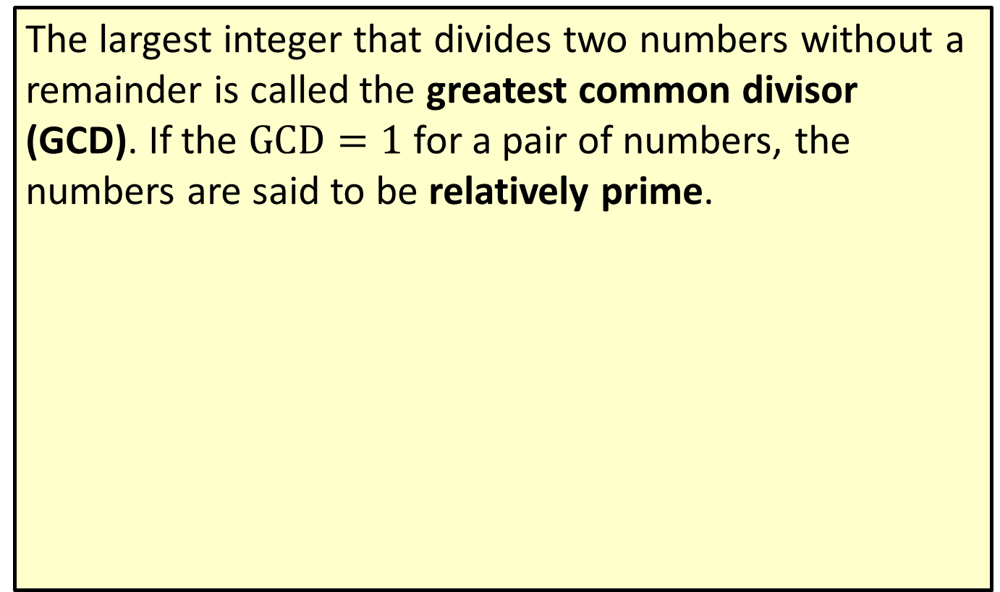 The largest integer that divides two numbers without a
remainder is called the greatest common divisor
(GCD). If the GCD = 1 for a pair of numbers, the
numbers are said to be relatively prime.